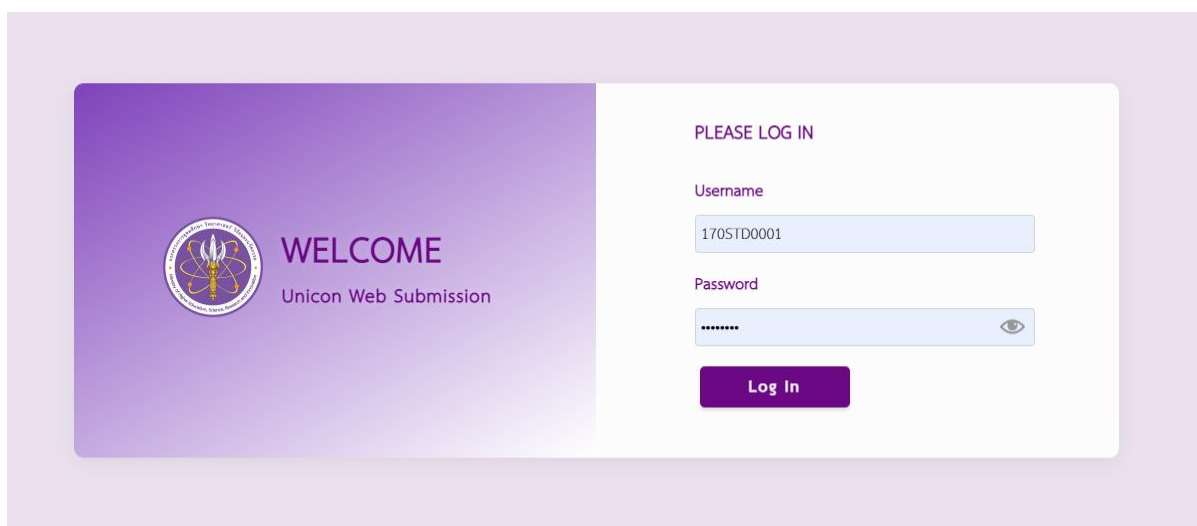 WELCOME
Unicon Web Submission
PLEASE LOG IN
Username
170STD0001
Password
••••••••
Log In